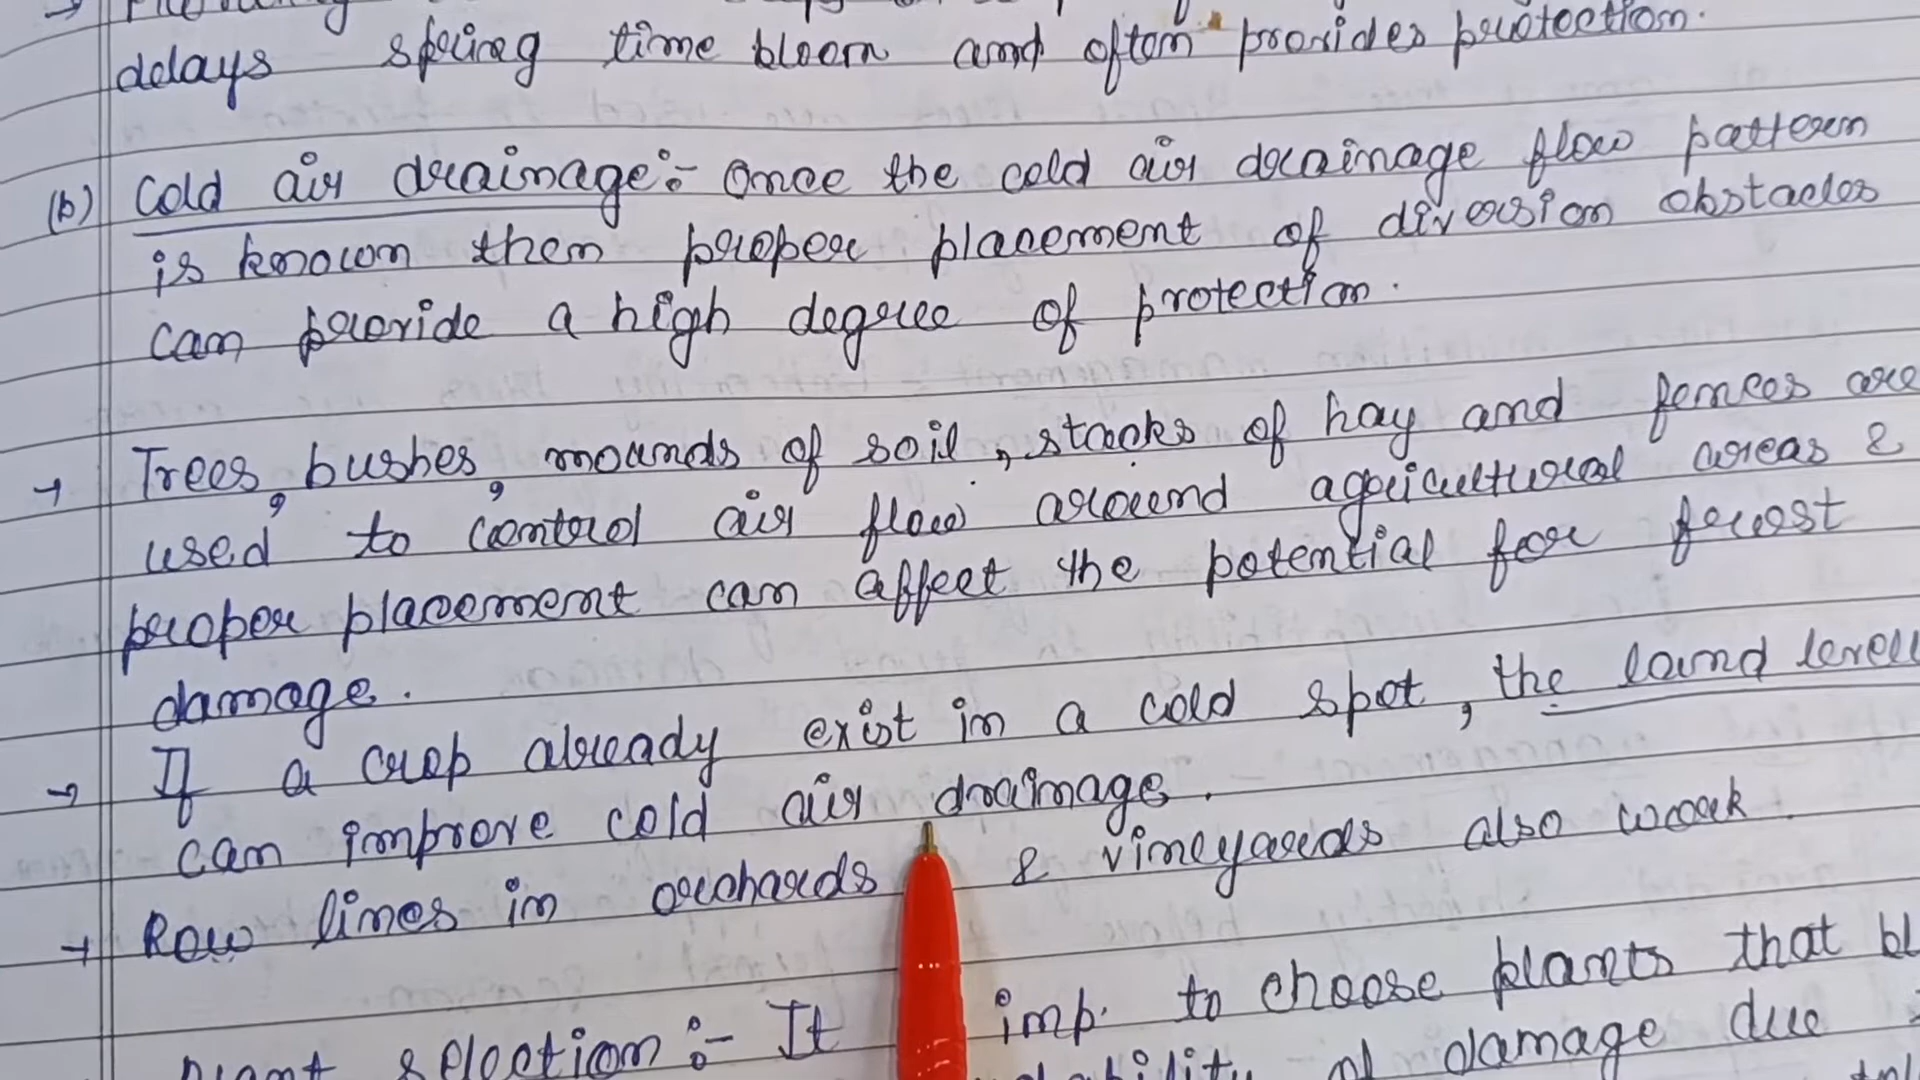 delays spring time bloom and often provides protection.
(b) Cold air drainage :- Once the cold air drainage flow pattern
is known then proper placement of diversion obstacles
can provide a high degree of protection.
→ Trees, bushes, mounds of soil, stacks of hay and fences are
used to control air flow around agricultural areas &
proper placement can affect the potential for frost
damage.
→ If a crop already exist in a cold spot, the land levell
can improve cold air drainage.
→ Row lines in orchards & vineyards also work.
Plant selection :- It imp. to choose plants that bl
of damage due